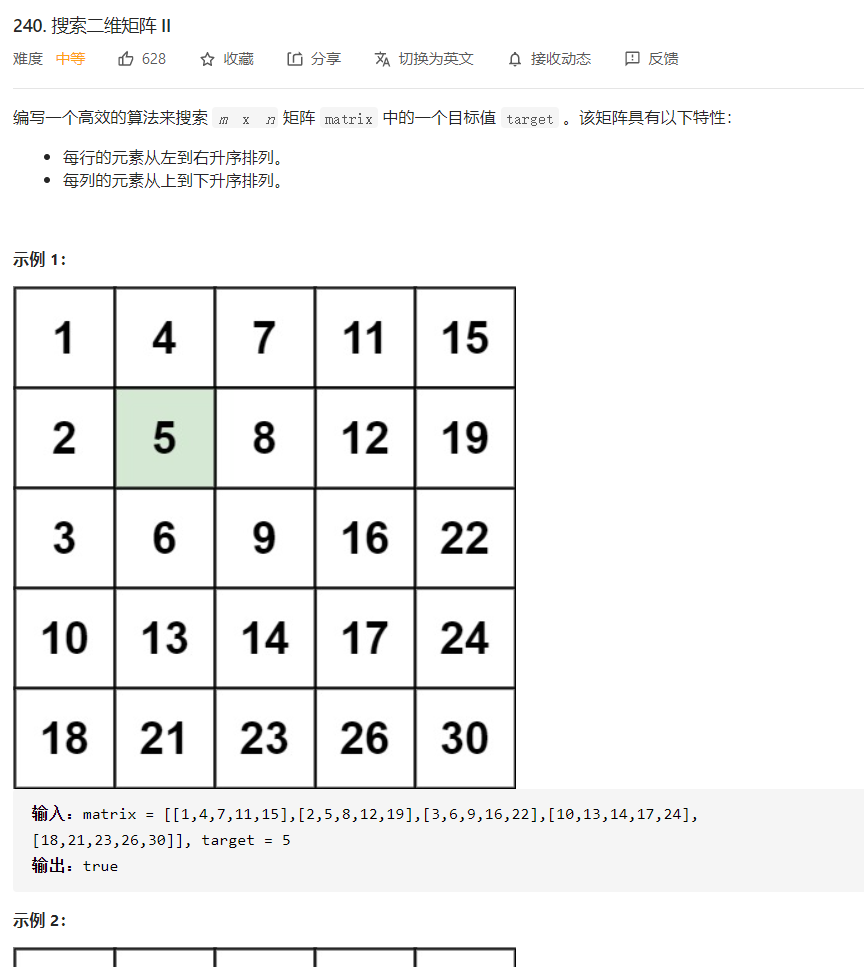 240. 搜索二维矩阵 II
难度 中等 628 收藏 分享 切换为英文 接收动态 反馈
编写一个高效的算法来搜索 m x n 矩阵 matrix 中的一个目标值 target 。该矩阵具有以下特性：
每行的元素从左到右升序排列。
每列的元素从上到下升序排列。
示例 1：
1 4 7 11 15
2 5 8 12 19
3 6 9 16 22
10 13 14 17 24
18 21 23 26 30
输入：matrix = [[1,4,7,11,15],[2,5,8,12,19],[3,6,9,16,22],[10,13,14,17,24],
[18,21,23,26,30]], target = 5
输出：true
示例 2：